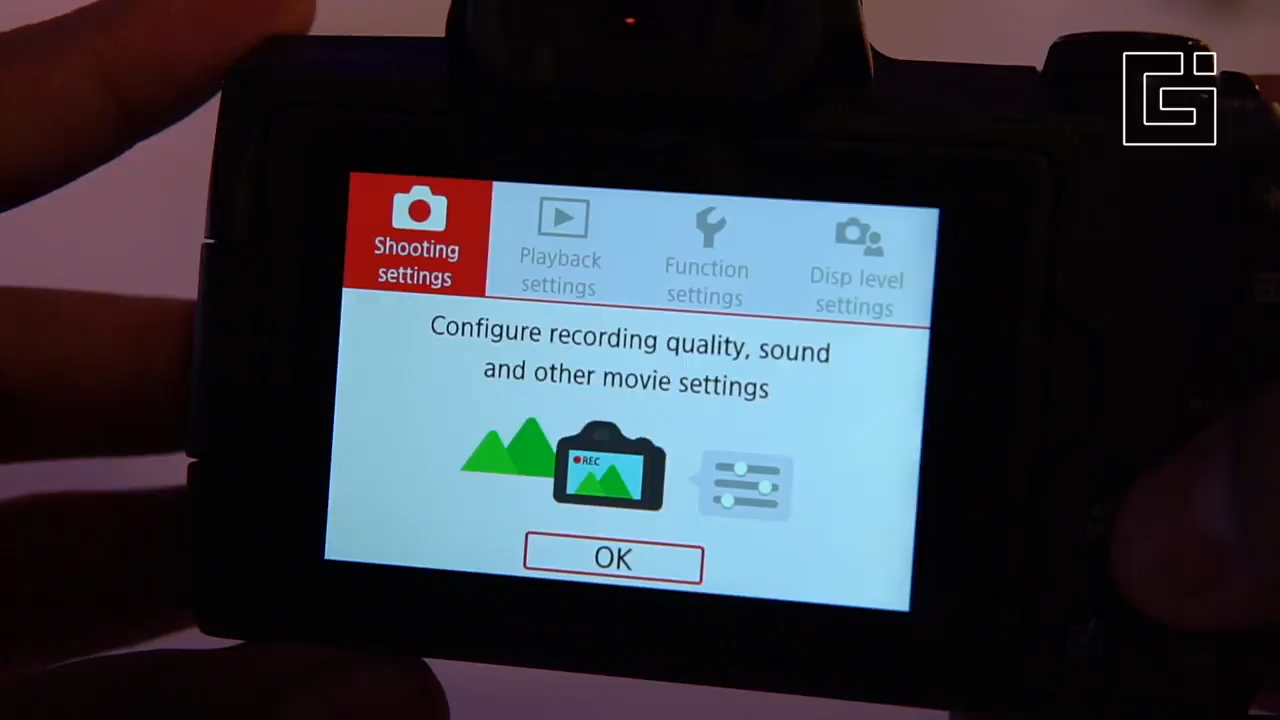 Shooting
settings
Playback
settings
Function
settings
Disp level
settings
Configure recording quality, sound
and other movie settings
REC
OK